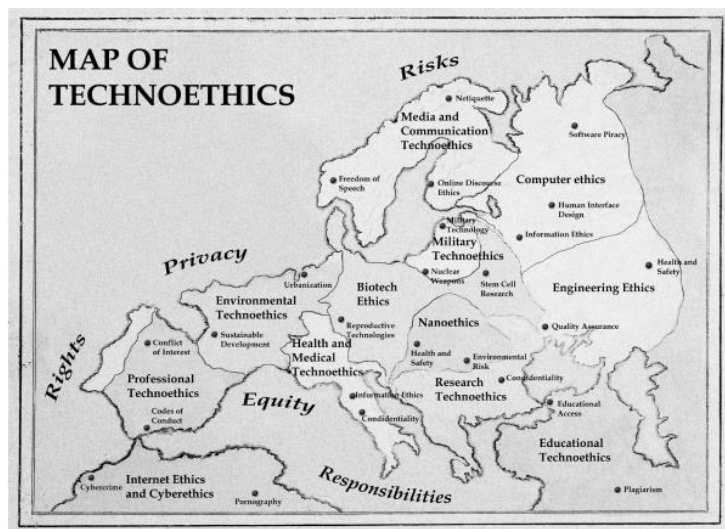 MAP OF
TECHNOETHICS
Risks
Netiquette
Media and
Communication
Technoethics
Software Piracy
Freedom of
Speech
Online Discourse
Ethics
Computer ethics
Human Interface
Design
Military
Technology
Information Ethics
Military
Technoethics
Privacy
Health and
Safety
Nuclear
Weapons
Stem Cell
Research
Urbanization
Biotech
Ethics
Engineering Ethics
Environmental
Technoethics
Reproductive
Technologies
Nanoethics
Quality Assurance
Sustainable
Development
Conflict
of Interest
Health and
Medical
Technoethics
Health and
Safety
Environmental
Risk
Rights
Professional
Technoethics
Research
Technoethics
Condidentiality
Equity
Information Ethics
Condidentiality
Educational
Access
Codes of
Conduct
Educational
Technoethics
Internet Ethics
and Cyberethics
Cybercrime
Pornography
Responsibilities
Plagiarism